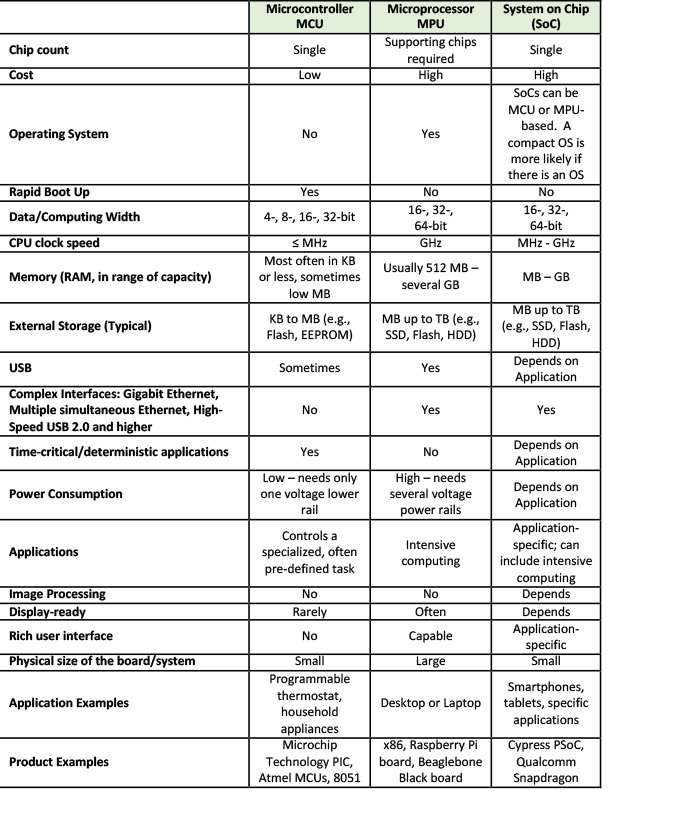 Microcontroller
MCU
Microprocessor
MPU
System on Chip
(SoC)
Chip count
Single
Supporting chips
required
Single
Cost
Low
High
High
Operating System
No
Yes
SoCs can be
MCU or MPU-
based. A
compact OS is
more likely if
there is an OS
Rapid Boot Up
Yes
No
No
Data/Computing Width
4-, 8-, 16-, 32-bit
16-, 32-,
64-bit
16-, 32-,
64-bit
CPU clock speed
≤ MHz
GHz
MHz - GHz
Memory (RAM, in range of capacity)
Most often in KB
or less, sometimes
low MB
Usually 512 MB –
several GB
MB – GB
External Storage (Typical)
KB to MB (e.g.,
Flash, EEPROM)
MB up to TB (e.g.,
SSD, Flash, HDD)
MB up to TB
(e.g., SSD, Flash,
HDD)
USB
Sometimes
Yes
Depends on
Application
Complex Interfaces: Gigabit Ethernet,
Multiple simultaneous Ethernet, High-
Speed USB 2.0 and higher
No
Yes
Yes
Time-critical/deterministic applications
Yes
No
Depends on
Application
Power Consumption
Low – needs only
one voltage lower
rail
High – needs
several voltage
power rails
Depends on
Application
Applications
Controls a
specialized, often
pre-defined task
Intensive
computing
Application-
specific; can
include intensive
computing
Image Processing
No
No
Depends
Display-ready
Rarely
Often
Depends
Rich user interface
No
Capable
Application-
specific
Physical size of the board/system
Small
Large
Small
Application Examples
Programmable
thermostat,
household
appliances
Desktop or Laptop
Smartphones,
tablets, specific
applications
Product Examples
Microchip
Technology PIC,
Atmel MCUs, 8051
x86, Raspberry Pi
board, Beaglebone
Black board
Cypress PSoC,
Qualcomm
Snapdragon